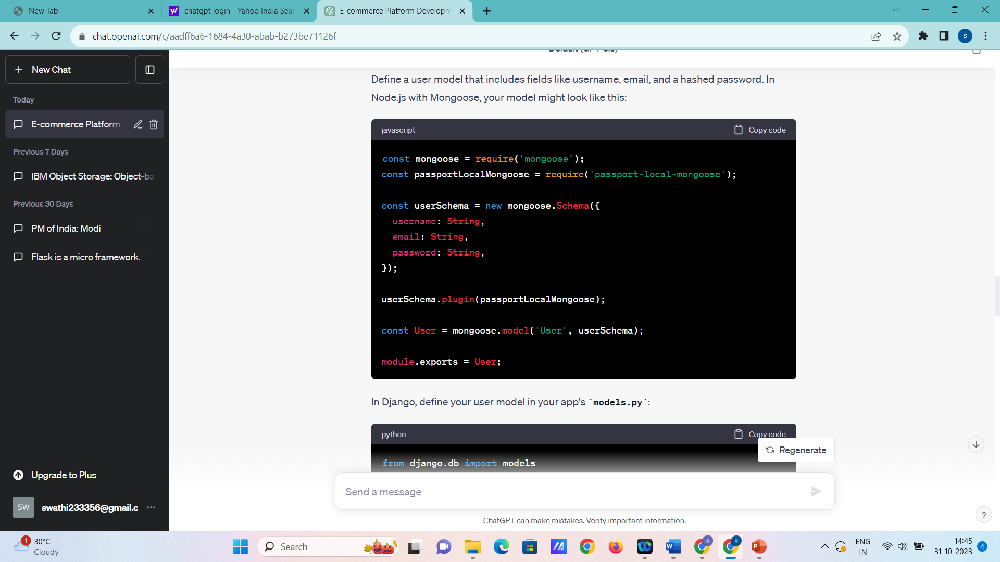 New Tab
chatgpt login - Yahoo India Sear
E-commerce Platform Developm
chat.openai.com/c/aadff6a6-1684-4a30-abab-b273be71126f
S
New Chat
Today
E-commerce Platform
Previous 7 Days
IBM Object Storage: Object-ba
Previous 30 Days
PM of India: Modi
Flask is a micro framework.
Upgrade to Plus
SW
swathi233356@gmail.c
Default (GPT-3.5)
Define a user model that includes fields like username, email, and a hashed password. In
Node.js with Mongoose, your model might look like this:
javascript
Copy code
const mongoose = require('mongoose');
const passportLocalMongoose = require('passport-local-mongoose');
const userSchema = new mongoose.Schema({
  username: String,
  email: String,
  password: String,
});
userSchema.plugin(passportLocalMongoose);
const User = mongoose.model('User', userSchema);
module.exports = User;
In Django, define your user model in your app's `models.py`:
python
Copy code
from django.db import models
Regenerate
Send a message
ChatGPT can make mistakes. Verify important information.
?
1
30°C
Cloudy
Search
A
S
W
P
ENG
IN
14:45
31-10-2023
4